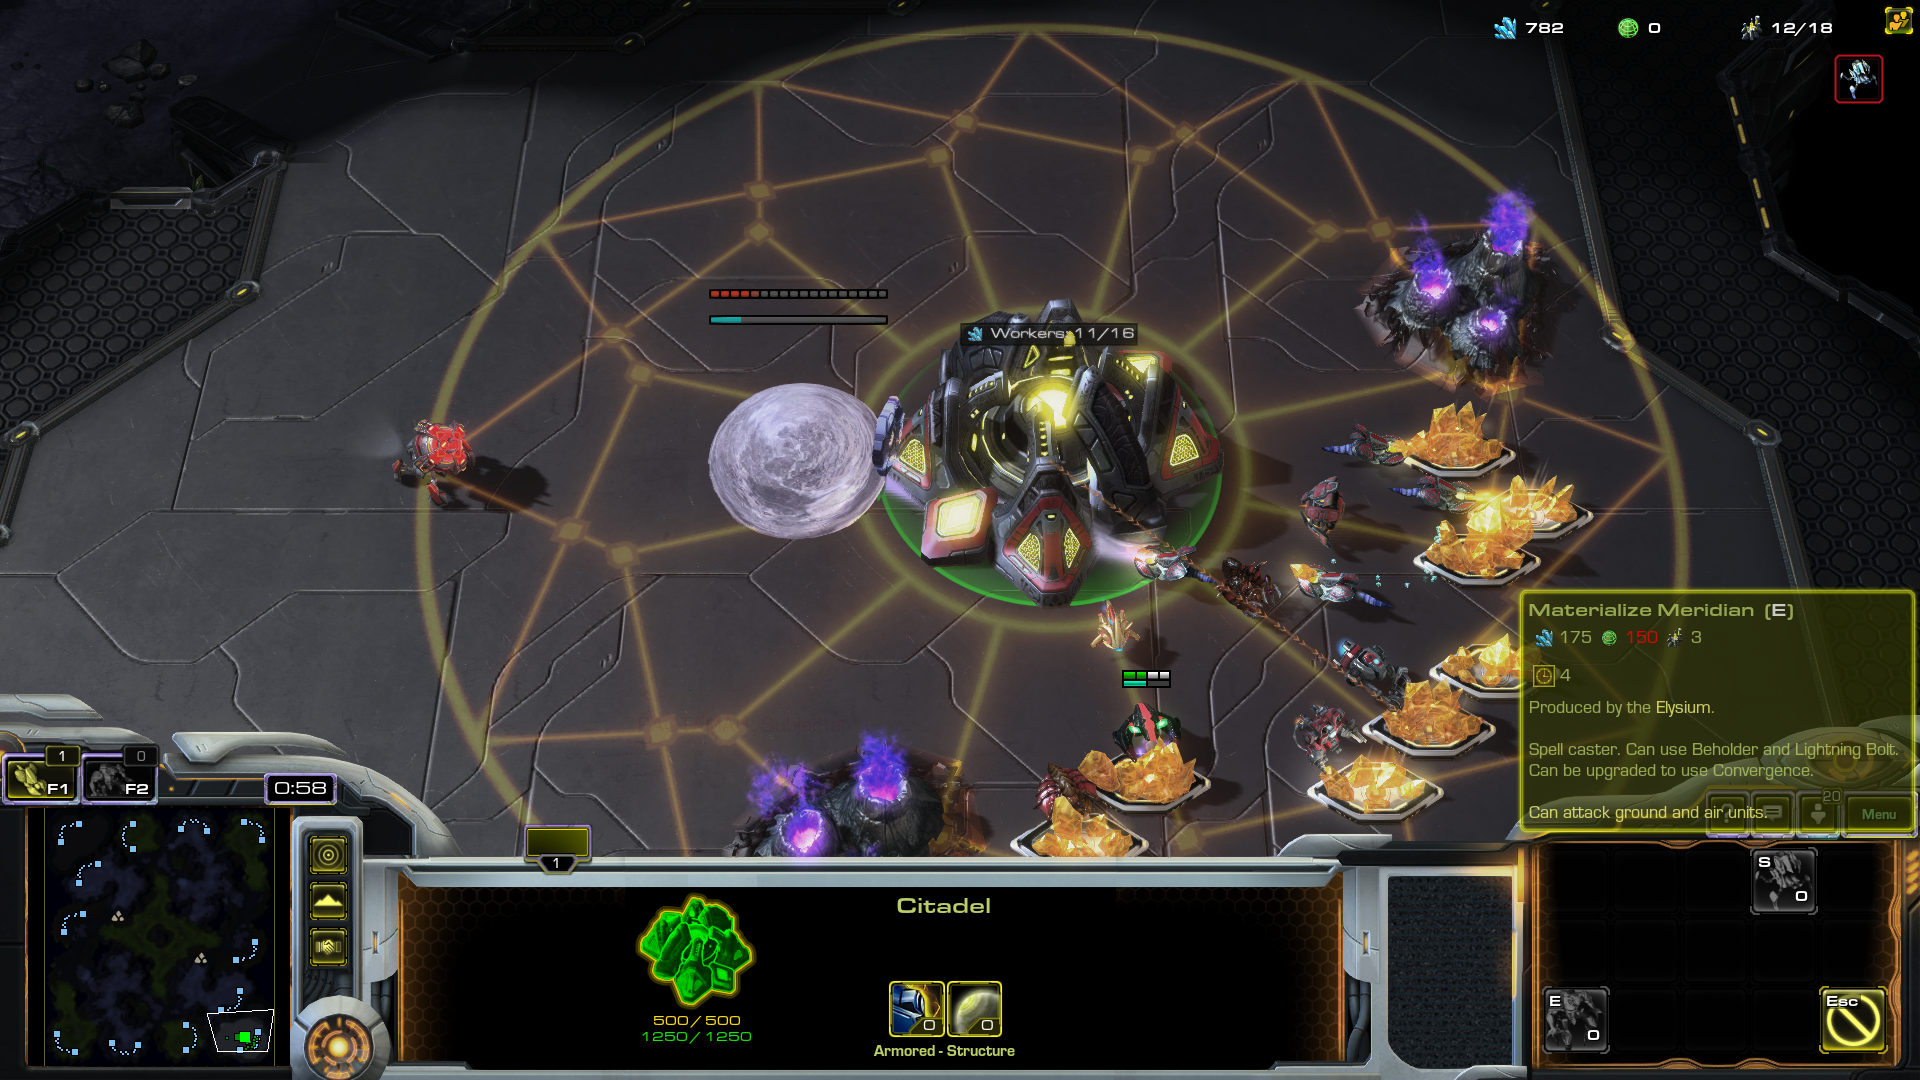 782
0
12/18
Workers: 11/16
Materialize Meridian (E)
175 150 3
4
Produced by the Elysium.
Spell caster. Can use Beholder and Lightning Bolt.
Can be upgraded to use Convergence.
Can attack ground and air units.
20
Menu
1
F1
0
F2
0:58
1
Citadel
500/500
1250/1250
0
0
Armored - Structure
S
0
E
0
Esc